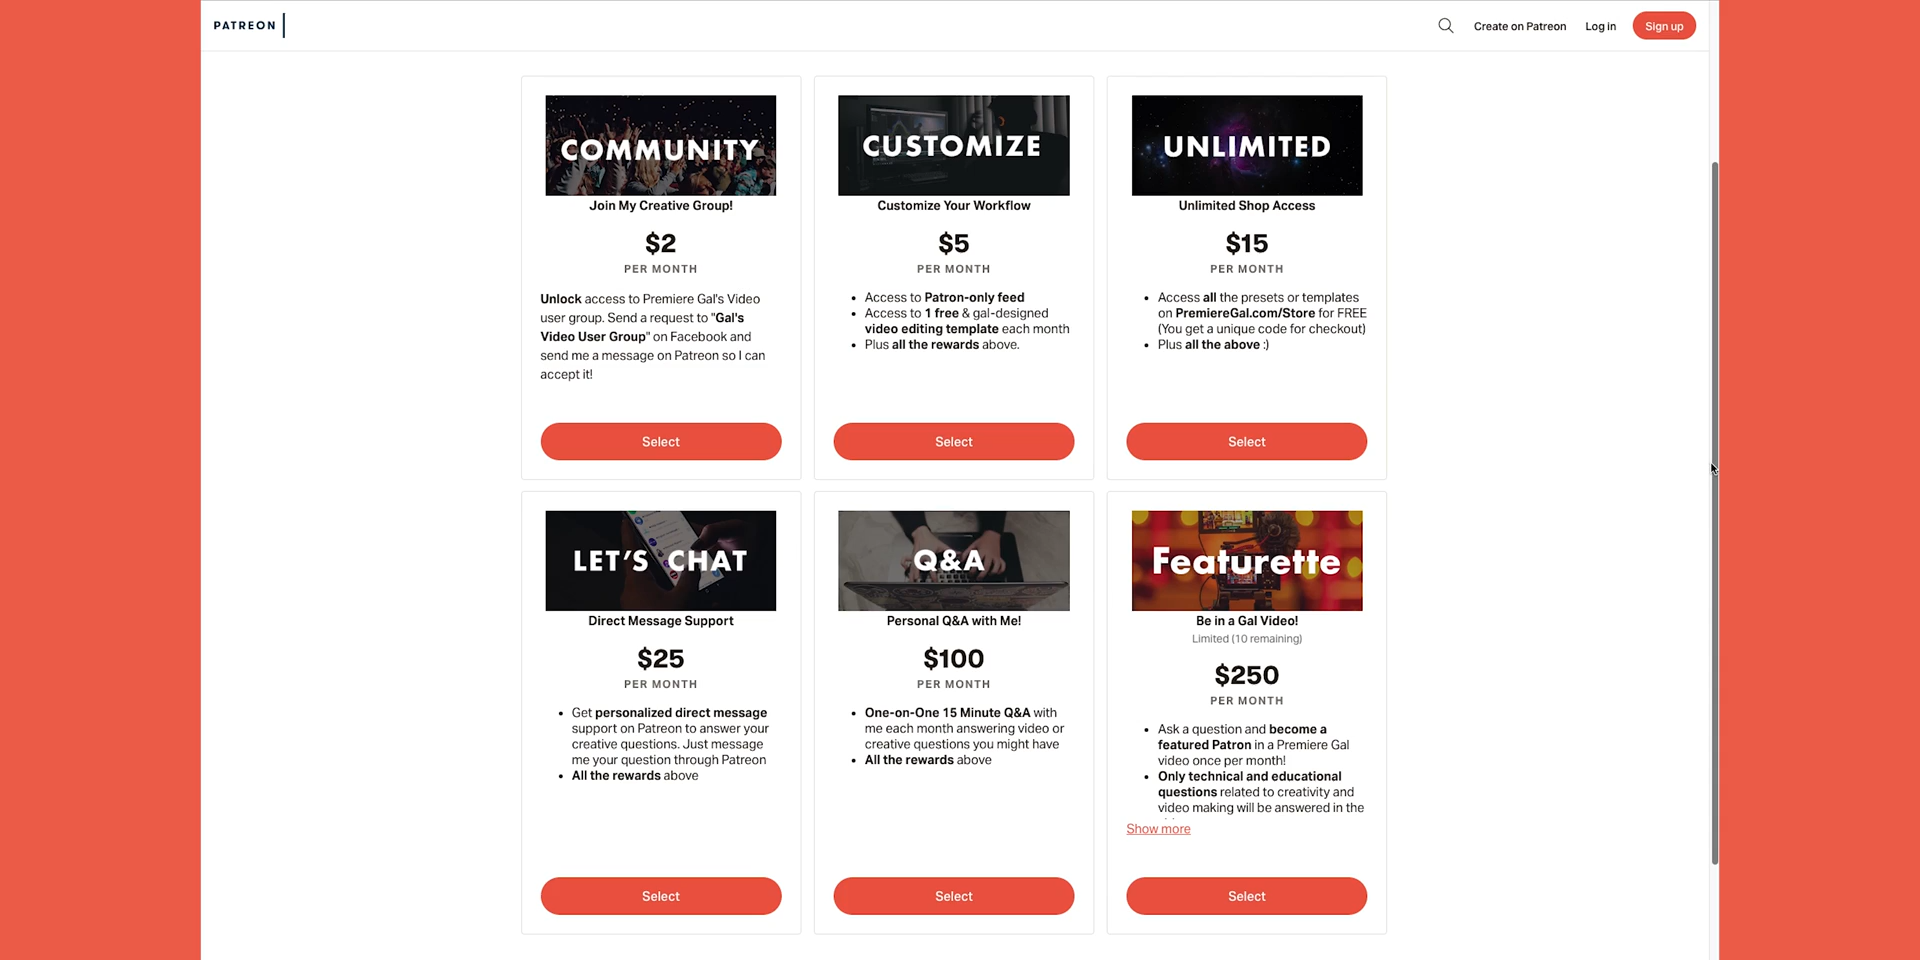 PATREON
Create on Patreon
Log in
Sign up
COMMUNITY
Join My Creative Group!
$2
PER MONTH
Unlock access to Premiere Gal's Video
user group. Send a request to "Gal's
Video User Group" on Facebook and
send me a message on Patreon so I can
accept it!
Select
CUSTOMIZE
Customize Your Workflow
$5
PER MONTH
• Access to Patron-only feed
• Access to 1 free & gal-designed
video editing template each month
• Plus all the rewards above.
Select
UNLIMITED
Unlimited Shop Access
$15
PER MONTH
• Access all the presets or templates
on PremiereGal.com/Store for FREE
(You get a unique code for checkout)
• Plus all the above :)
Select
LET'S CHAT
Direct Message Support
$25
PER MONTH
• Get personalized direct message
support on Patreon to answer your
creative questions. Just message
me your question through Patreon
• All the rewards above
Select
Q&A
Personal Q&A with Me!
$100
PER MONTH
• One-on-One 15 Minute Q&A with
me each month answering video or
creative questions you might have
• All the rewards above
Select
Featurette
Be in a Gal Video!
Limited (10 remaining)
$250
PER MONTH
• Ask a question and become a
featured Patron in a Premiere Gal
video once per month!
• Only technical and educational
questions related to creativity and
video making will be answered in the
Show more
Select